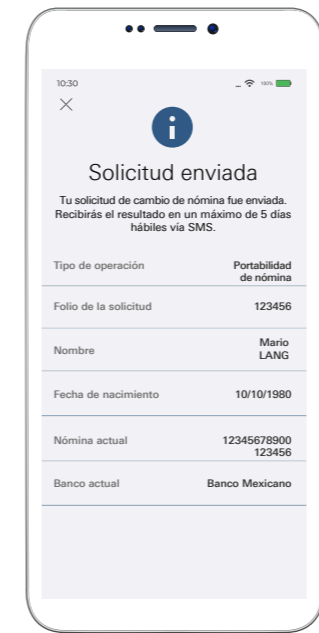 10:30
100%
Solicitud enviada
Tu solicitud de cambio de nómina fue enviada.
Recibirás el resultado en un máximo de 5 días
hábiles vía SMS.
Tipo de operación Portabilidad
de nómina
Folio de la solicitud 123456
Nombre Mario
LANG
Fecha de nacimiento 10/10/1980
Nómina actual 12345678900
123456
Banco actual Banco Mexicano